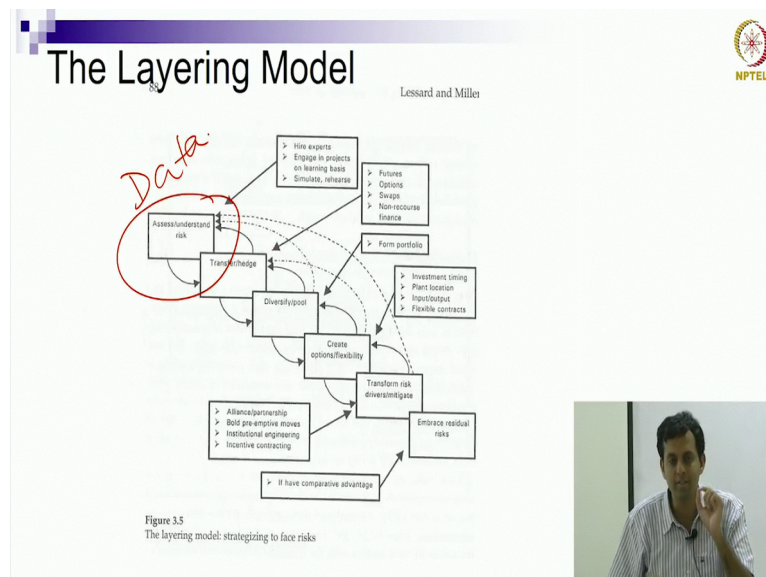 The Layering Model
NPTEL
88
Lessard and Miller
Data
Hire experts
Engage in projects
on learning basis
Simulate, rehearse
Futures
Options
Swaps
Non-recourse
finance
Form portfolio
Investment timing
Plant location
Input/output
Flexible contracts
Assess/understand
risk
Transfer/hedge
Diversify/pool
Create
options/flexibility
Transform risk
drivers/mitigate
Embrace residual
risks
Alliance/partnership
Bold pre-emptive moves
Institutional engineering
Incentive contracting
If have comparative advantage
Figure 3.5
The layering model: strategizing to face risks